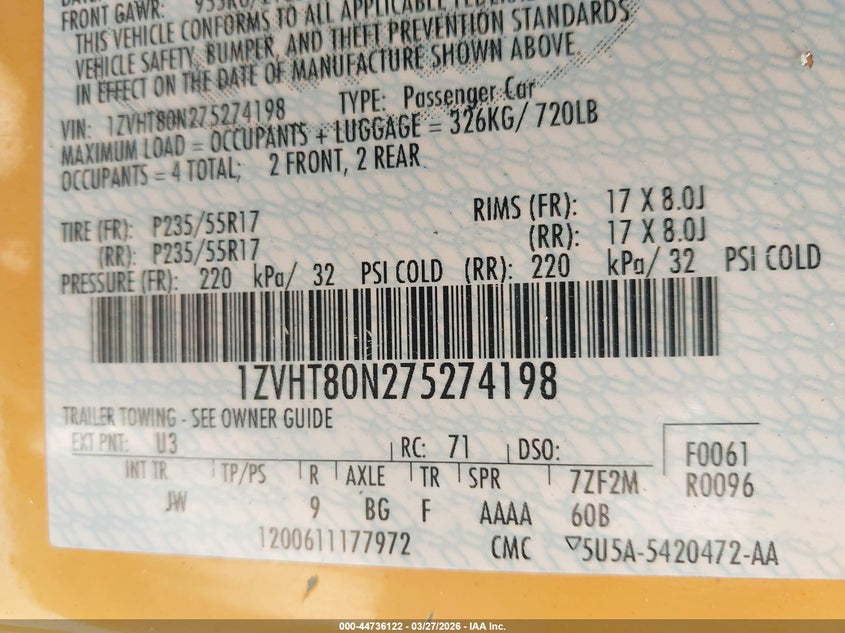 FRONT GAWR:
THIS VEHICLE CONFORMS TO ALL APPLICABLE
VEHICLE SAFETY, BUMPER, AND THEFT PREVENTION STANDARDS
IN EFFECT ON THE DATE OF MANUFACTURE SHOWN ABOVE.
VIN: 1ZVHT80N275274198 TYPE: Passenger Car
MAXIMUM LOAD = OCCUPANTS + LUGGAGE = 326KG/ 720LB
OCCUPANTS = 4 TOTAL; 2 FRONT, 2 REAR
TIRE (FR): P235/55R17 RIMS (FR): 17 X 8.0J
(RR): P235/55R17 (RR): 17 X 8.0J
PRESSURE (FR): 220 kPa/ 32 PSI COLD (RR): 220 kPa/ 32 PSI COLD
1ZVHT80N275274198
TRAILER TOWING - SEE OWNER GUIDE
EXT PNT: U3 RC: 71 DSO: F0061
INT TR TP/PS R AXLE TR SPR 7ZF2M R0096
JW 9 BG F AAAA 60B
1200611177972 CMC ▽5U5A-5420472-AA
000-44736122 — 03/27/2026 — IAA Inc.